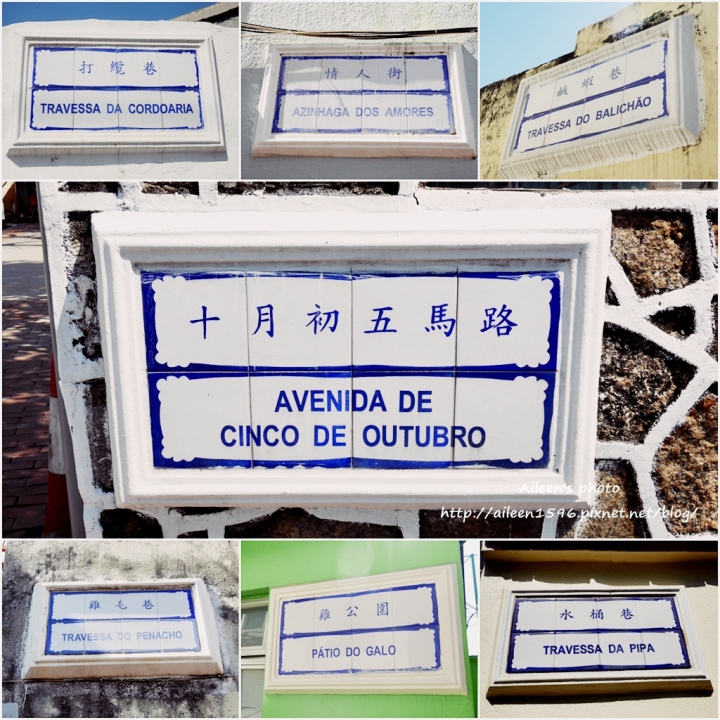 打纜巷
TRAVESSA DA CORDOARIA
情人街
AZINHAGA DOS AMORES
鹹蝦巷
TRAVESSA DO BALICHÃO
十月初五馬路
AVENIDA DE
CINCO DE OUTUBRO
Aileen's photo
http://aileen1596.pixnet.net/blog/
雞毛巷
TRAVESSA DO PENACHO
雞公圍
PÁTIO DO GALO
水桶巷
TRAVESSA DA PIPA